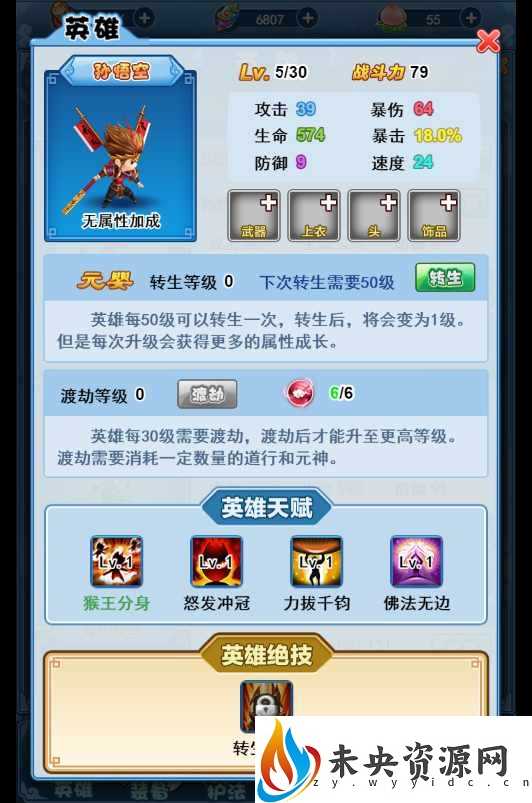 6807
55
英雄
孙悟空
Lv. 5/30
战斗力 79
攻击 39
暴伤 64
生命 574
暴击 18.0%
防御 9
速度 24
无属性加成
武器
上衣
头
饰品
元婴 转生等级 0 下次转生需要50级 转生
英雄每50级可以转生一次，转生后，将会变为1级。
但是每次升级会获得更多的属性成长。
渡劫等级 0 渡劫 6/6
英雄每30级需要渡劫，渡劫后才能升至更高等级。
渡劫需要消耗一定数量的道行和元神。
英雄天赋
Lv.1 Lv.1 Lv.1 Lv.1
猴王分身 怒发冲冠 力拔千钧 佛法无边
英雄绝技
转
未央资源网
zy.wyyidc.cn
英雄 装备 护法